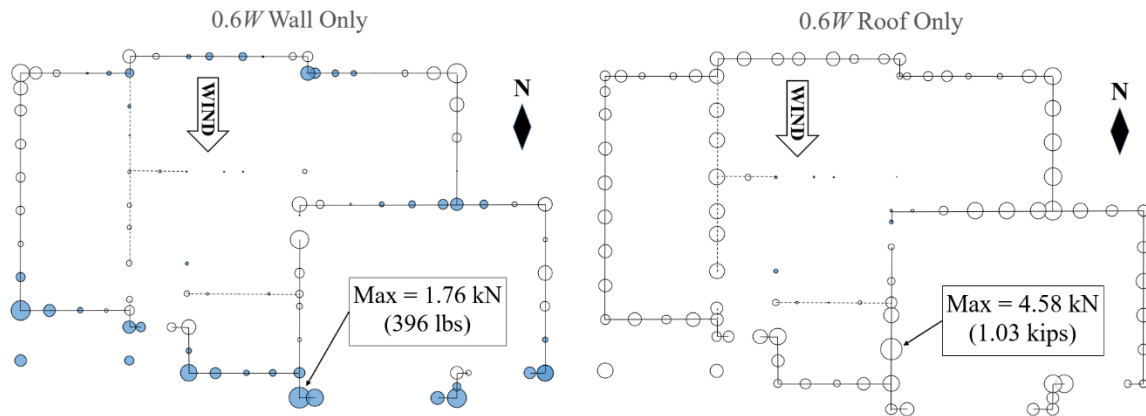 0.6W Wall Only
0.6W Roof Only
N
N
WIND
WIND
Max = 1.76 kN
(396 lbs)
Max = 4.58 kN
(1.03 kips)